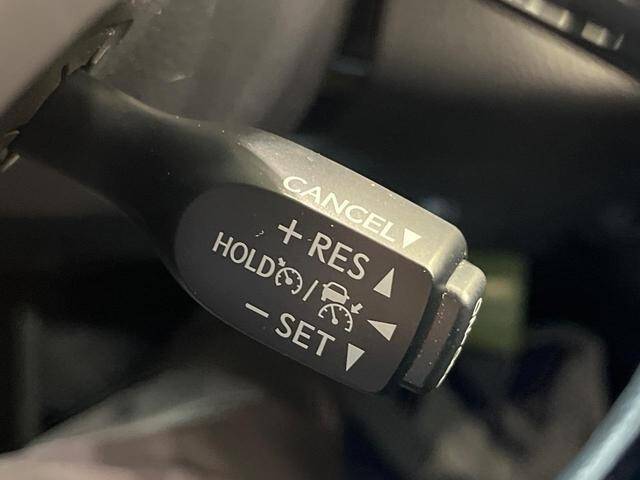 CANCEL▼
+ RES ▲
HOLD /
− SET ▼